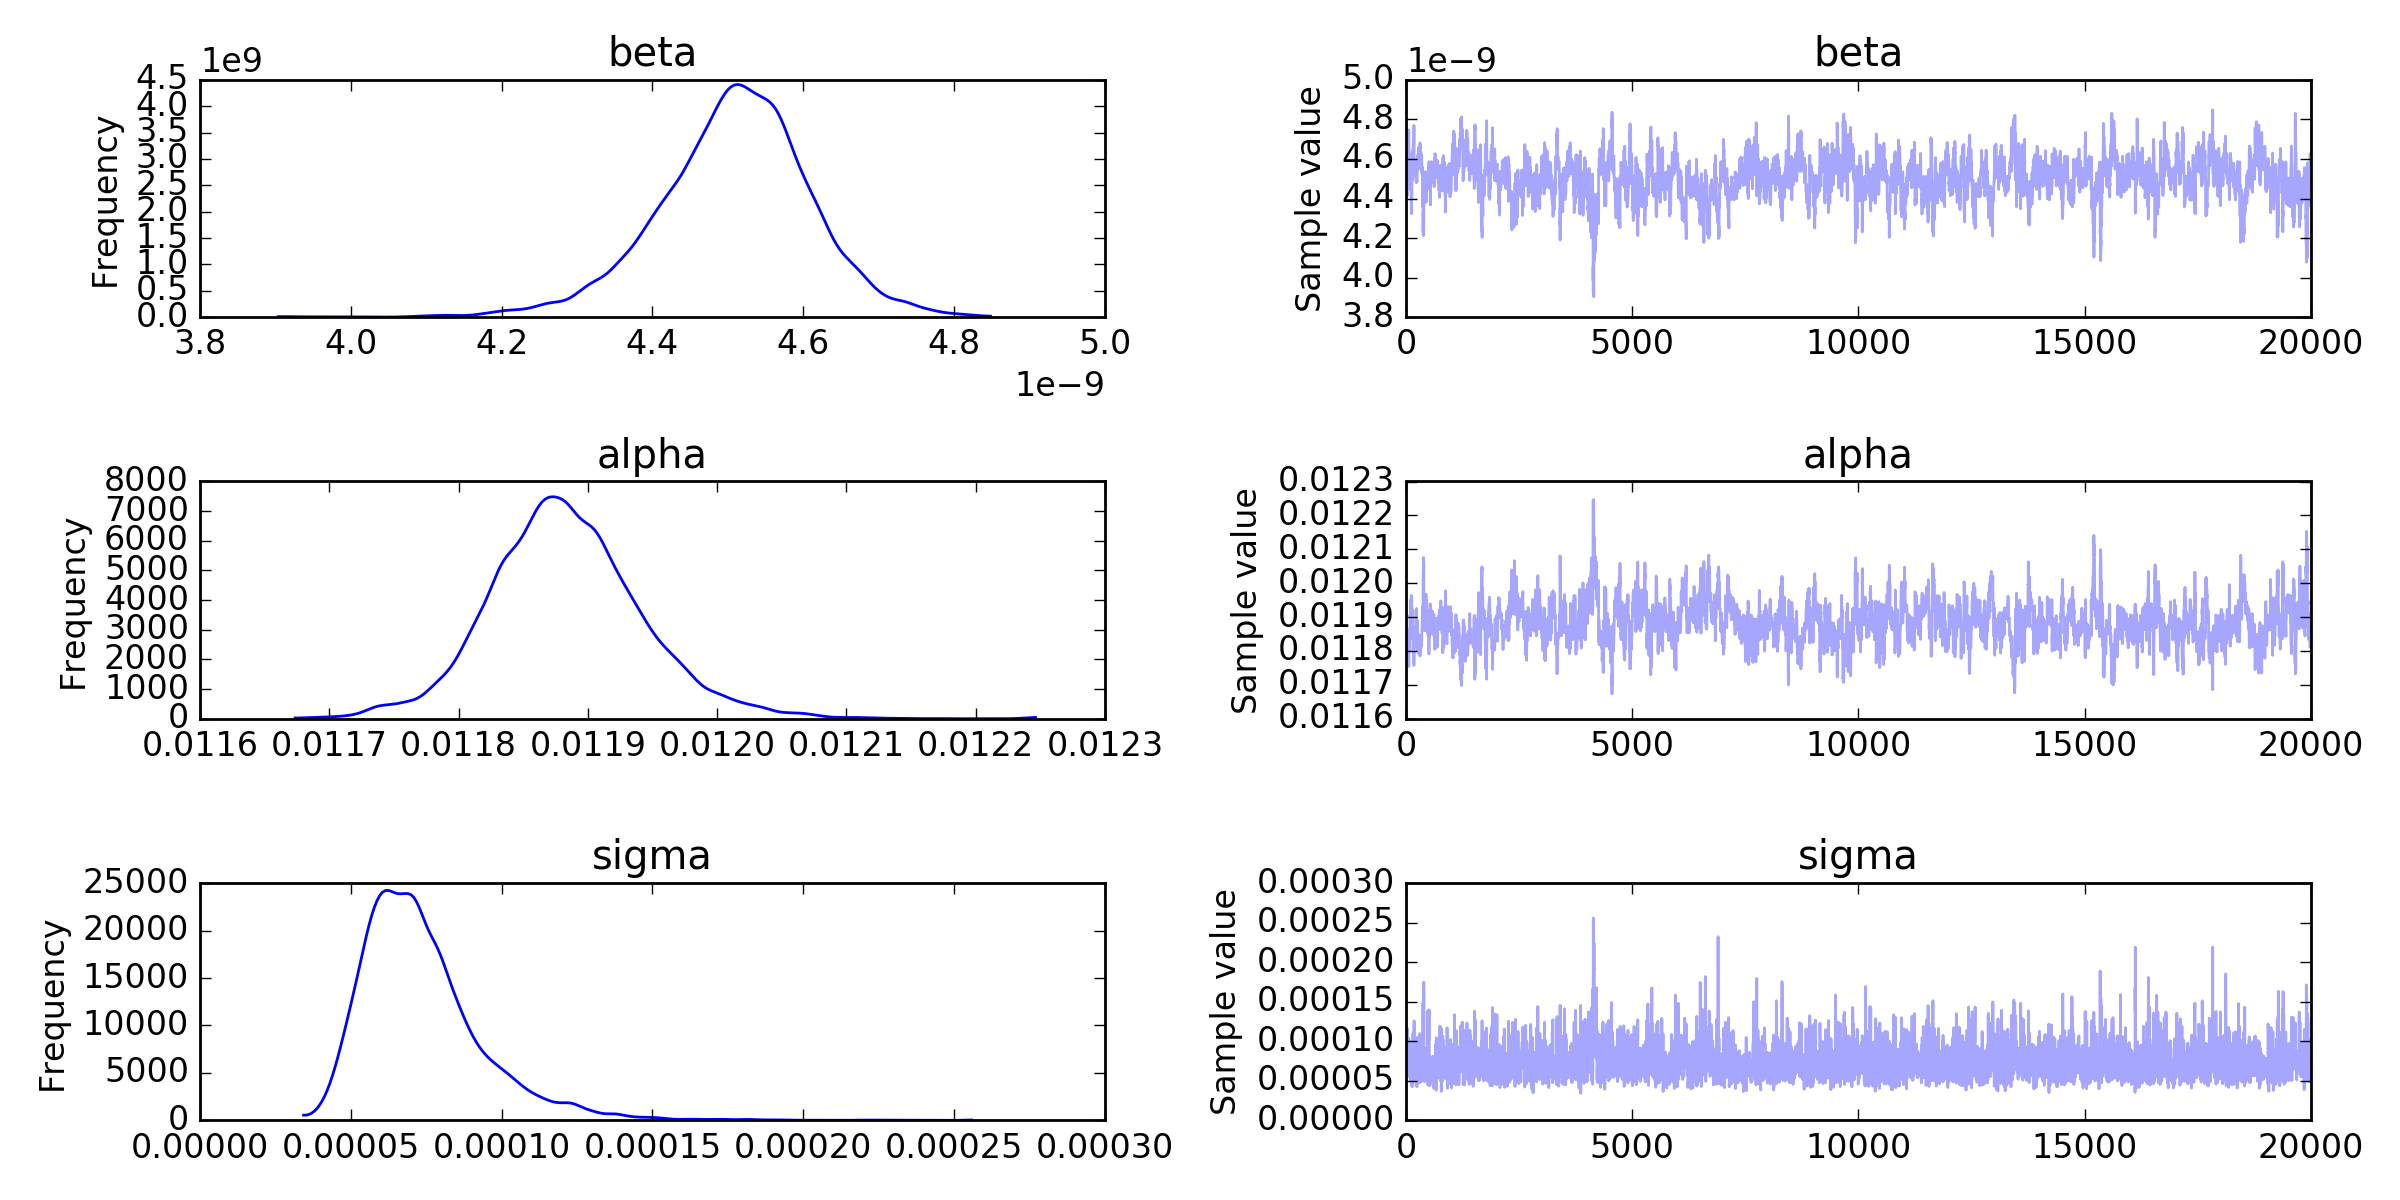 beta
1e9
4.5
4.0
3.5
3.0
2.5
2.0
1.5
1.0
0.5
0.0
Frequency
3.8 4.0 4.2 4.4 4.6 4.8 5.0
1e−9
beta
1e−9
5.0
4.8
4.6
4.4
4.2
4.0
3.8
Sample value
0 5000 10000 15000 20000
alpha
8000
7000
6000
5000
4000
3000
2000
1000
0
Frequency
0.0116 0.0117 0.0118 0.0119 0.0120 0.0121 0.0122 0.0123
alpha
0.0123
0.0122
0.0121
0.0120
0.0119
0.0118
0.0117
0.0116
Sample value
0 5000 10000 15000 20000
sigma
25000
20000
15000
10000
5000
0
Frequency
0.00000 0.00005 0.00010 0.00015 0.00020 0.00025 0.00030
sigma
0.00030
0.00025
0.00020
0.00015
0.00010
0.00005
0.00000
Sample value
0 5000 10000 15000 20000